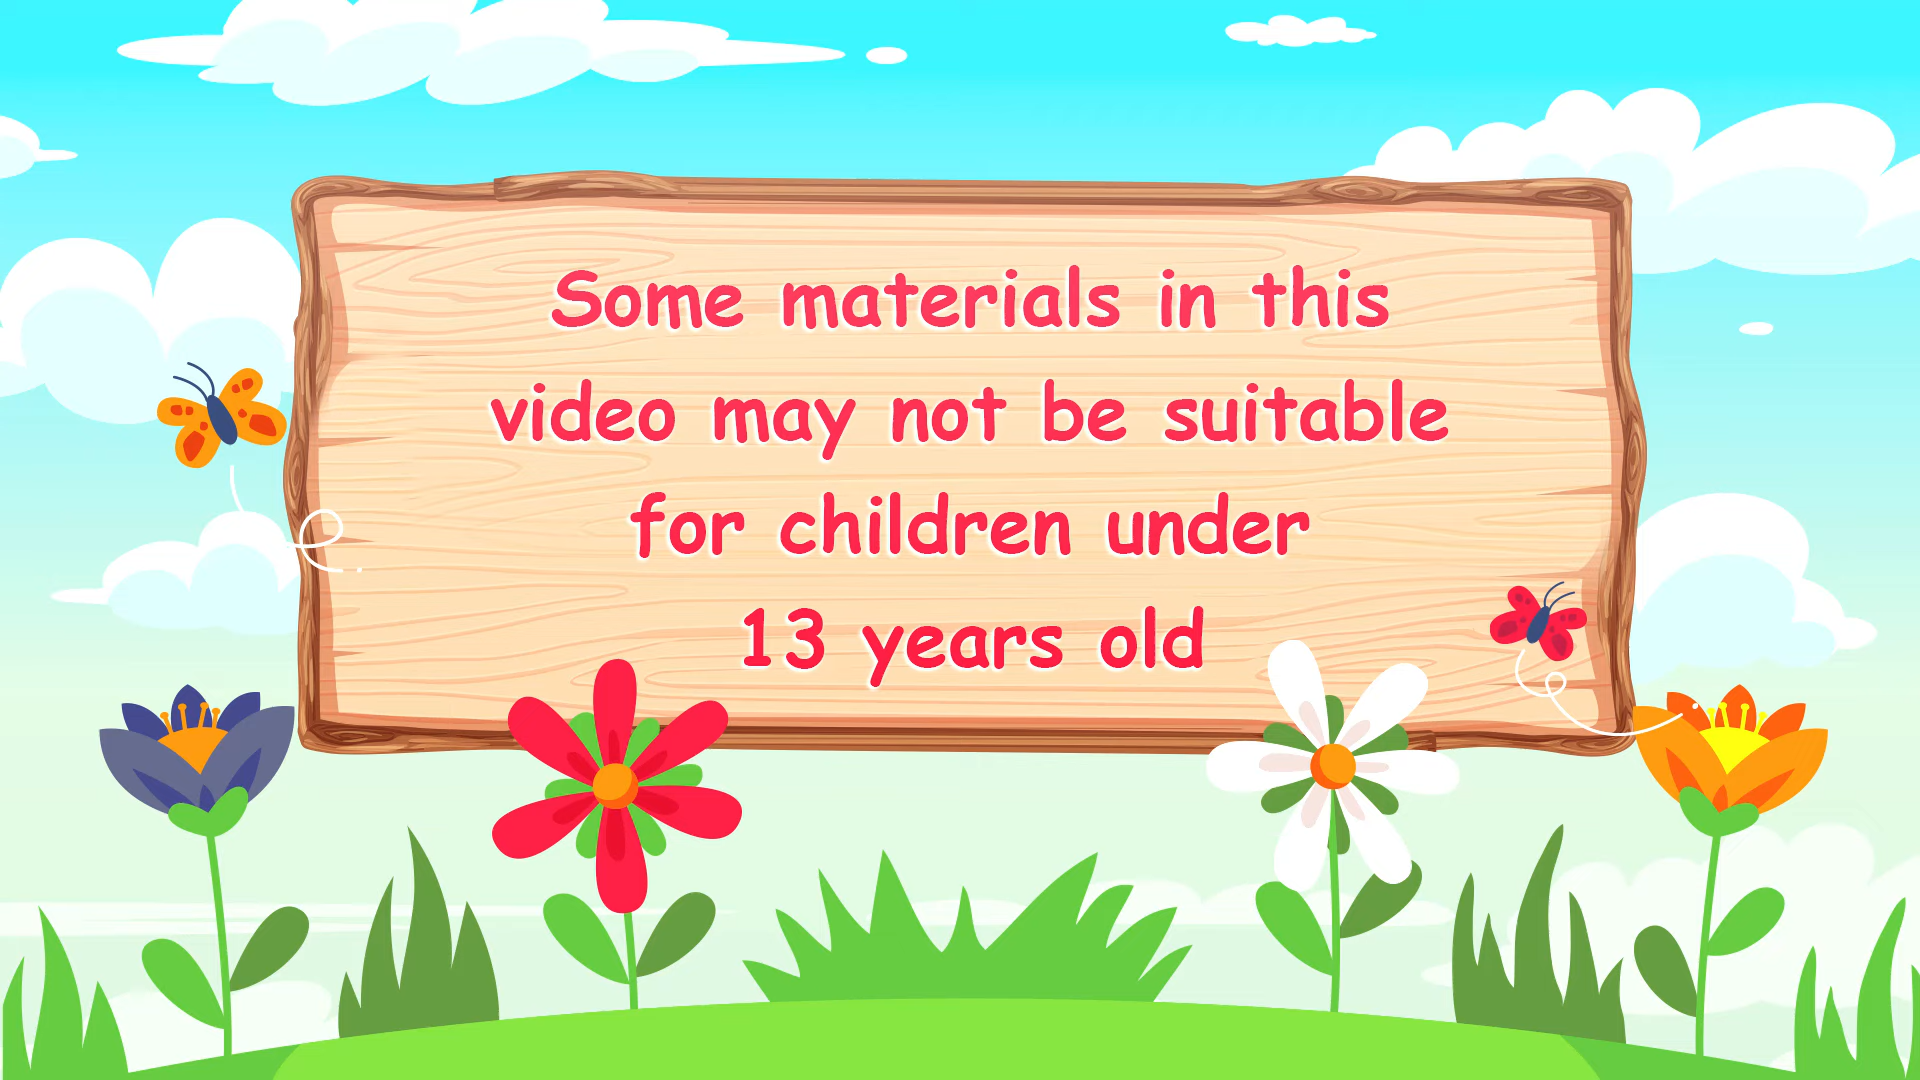 Some materials in this
video may not be suitable
for children under
13 years old